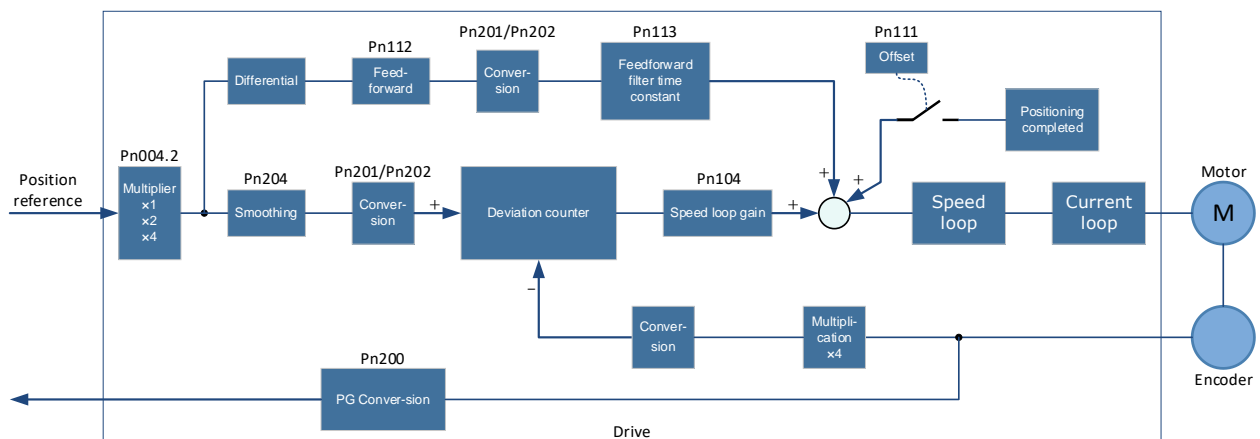 Pn112
Pn201/Pn202
Pn113
Pn111
Differential
Feed-
forward
Conver-
sion
Feedforward
filter time
constant
Offset
Positioning
completed
+
+
Position
reference
Pn004.2
Multiplier
×1
×2
×4
Pn204
Smoothing
Pn201/Pn202
Conver-
sion
+
Deviation counter
Pn104
Speed loop gain
+
Speed
loop
Current
loop
Motor
M
−
Conver-
sion
Multipli-
cation
×4
Encoder
Pn200
PG Conver-sion
Drive